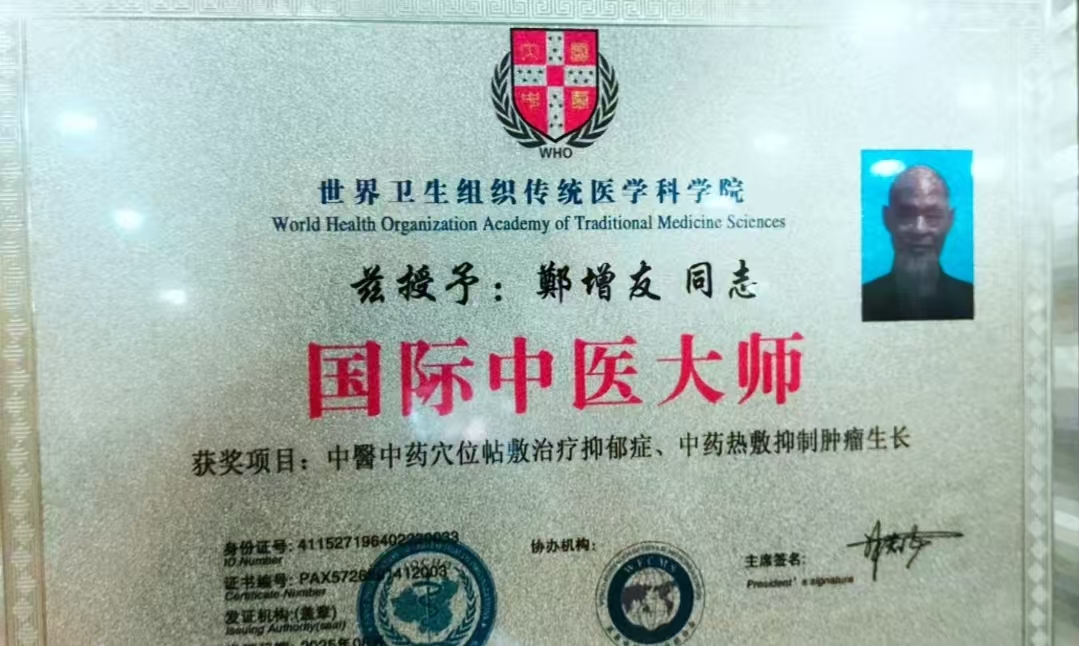 WHO
世界卫生组织传统医学科学院
World Health Organization Academy of Traditional Medicine Sciences
兹授予：鄭增友 同志
国际中医大师
获奖项目：中醫中药穴位帖敷治疗抑郁症、中药热敷抑制肿瘤生长
身份证号:
ID Number
证书编号:
Certificate Number
发证机构:(盖章)
Issuing Authority(seal)
协办机构:
WFCMS
主席签名:
President's signature